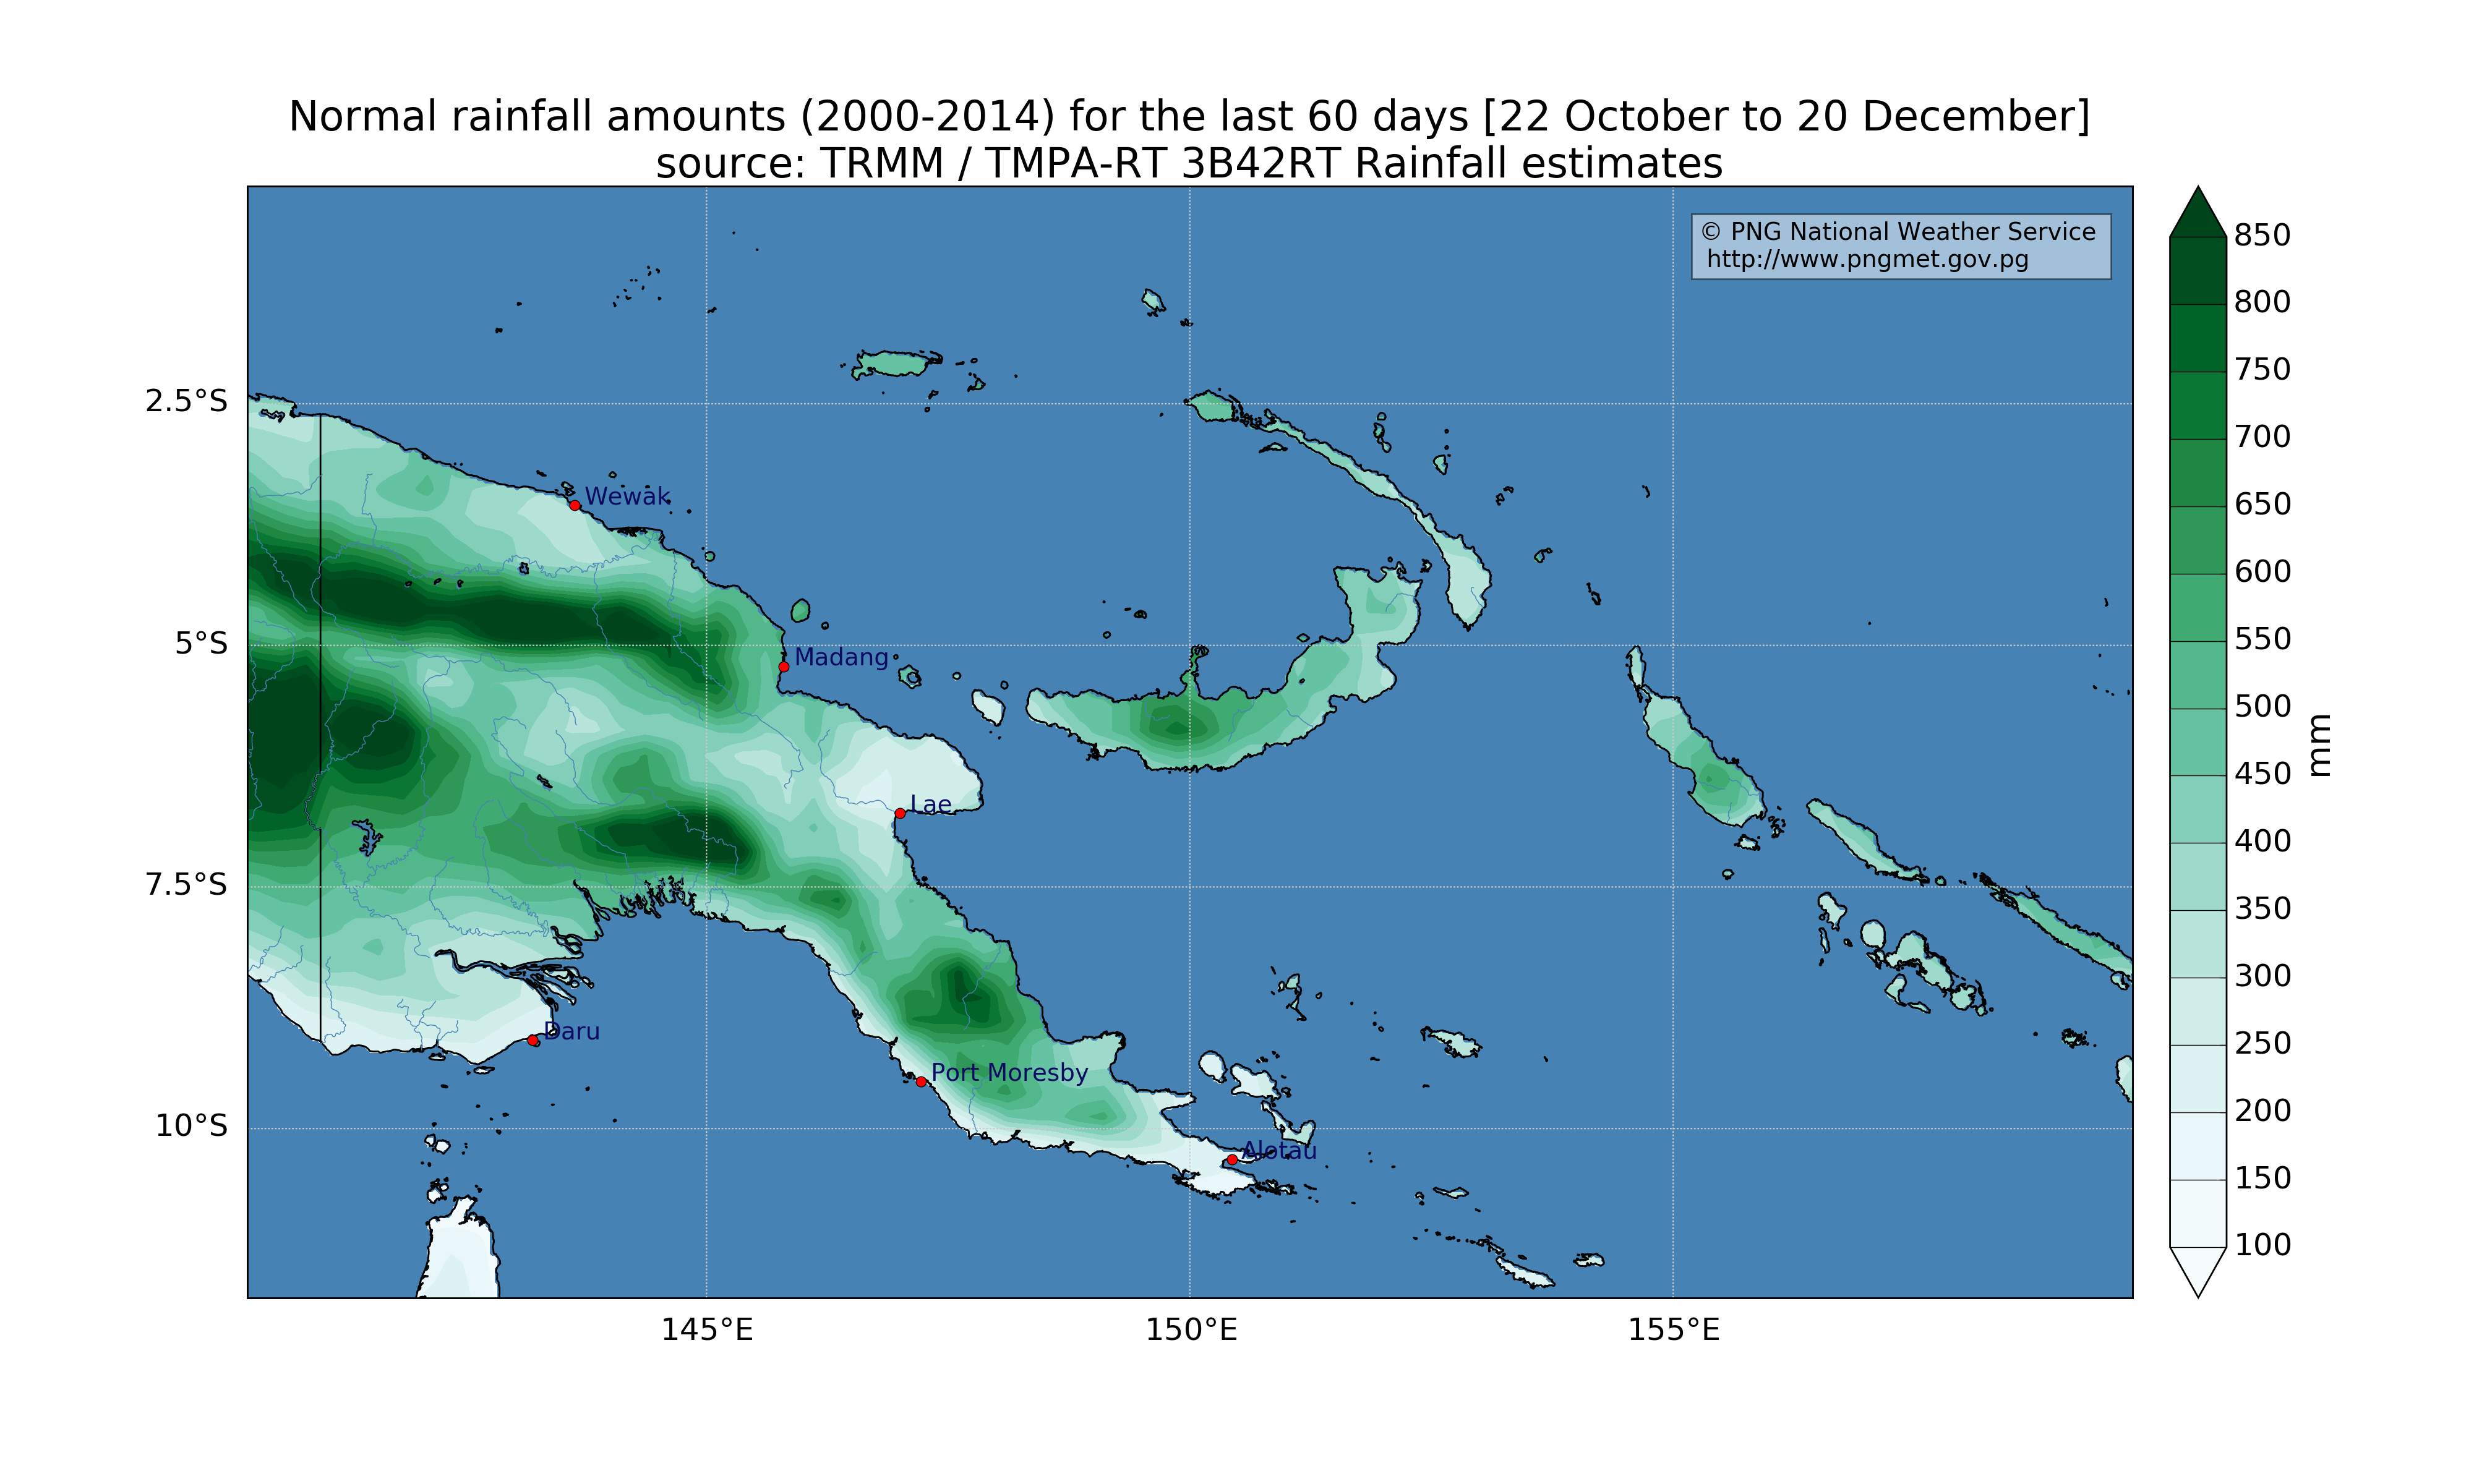 Normal rainfall amounts (2000-2014) for the last 60 days [22 October to 20 December]
source: TRMM / TMPA-RT 3B42RT Rainfall estimates
© PNG National Weather Service
http://www.pngmet.gov.pg
2.5°S
5°S
7.5°S
10°S
Wewak
Madang
Lae
Daru
Port Moresby
Alotau
145°E
150°E
155°E
850
800
750
700
650
600
550
500
450
400
350
300
250
200
150
100
mm